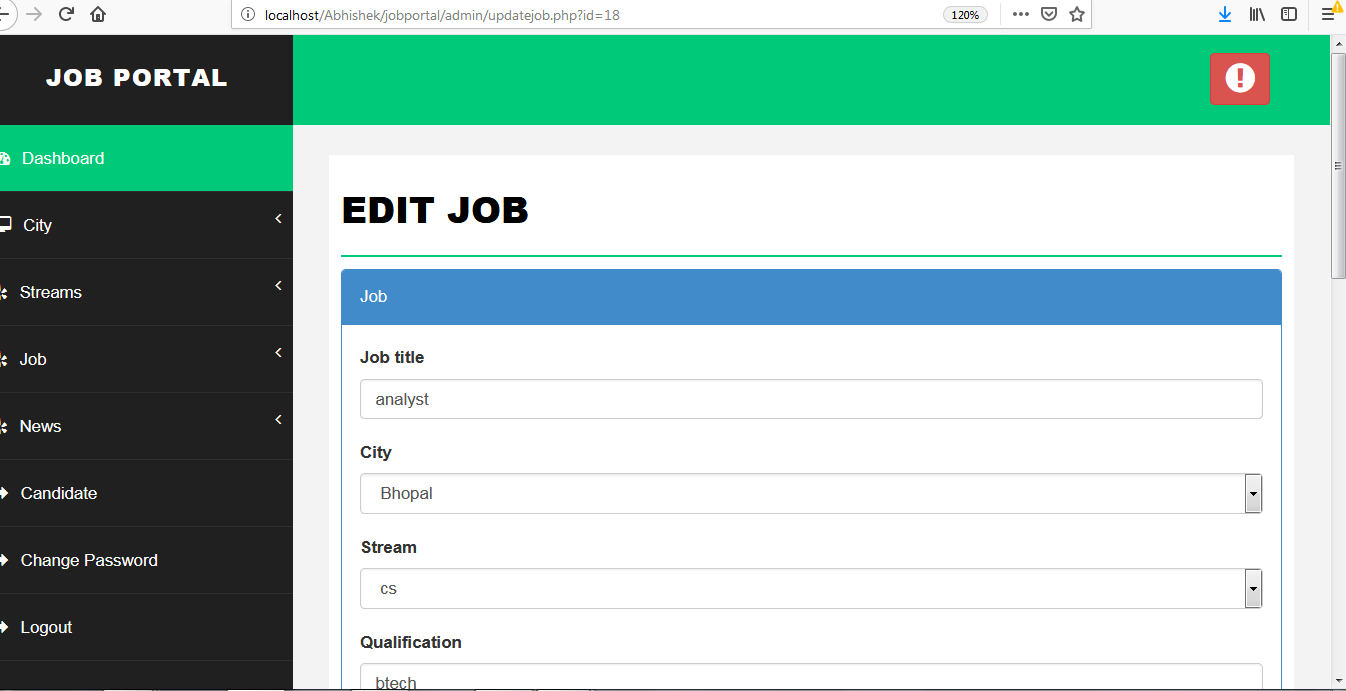 localhost/Abhishek/jobportal/admin/updatejob.php?id=18
120%
JOB PORTAL
Dashboard
City
Streams
Job
News
Candidate
Change Password
Logout
EDIT JOB
Job
Job title
analyst
City
Bhopal
Stream
cs
Qualification
btech